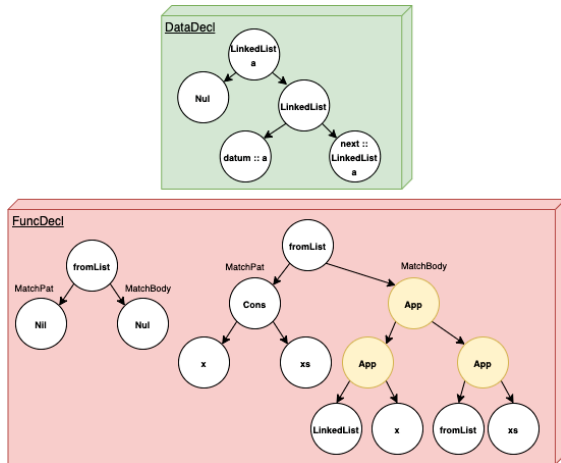 DataDecl
LinkedList
a
Nul
LinkedList
datum :: a
next ::
LinkedList
a
FuncDecl
fromList
MatchPat
MatchBody
Nil
Nul
fromList
MatchPat
MatchBody
Cons
App
x
xs
App
App
LinkedList
x
fromList
xs